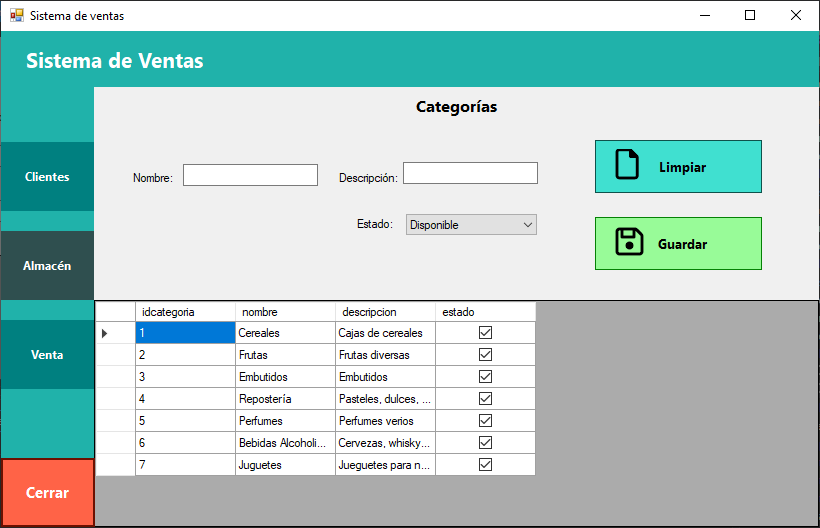 Sistema de ventas
Sistema de Ventas
Categorías
Clientes
Nombre:
Descripción:
Limpiar
Estado:
Disponible
Guardar
Almacén
Venta
Cerrar
idcategoria nombre descripcion estado
1 Cereales Cajas de cereales
2 Frutas Frutas diversas
3 Embutidos Embutidos
4 Repostería Pasteles, dulces, ...
5 Perfumes Perfumes verios
6 Bebidas Alcoholi... Cervezas, whisky...
7 Juguetes Jueguetes para n...